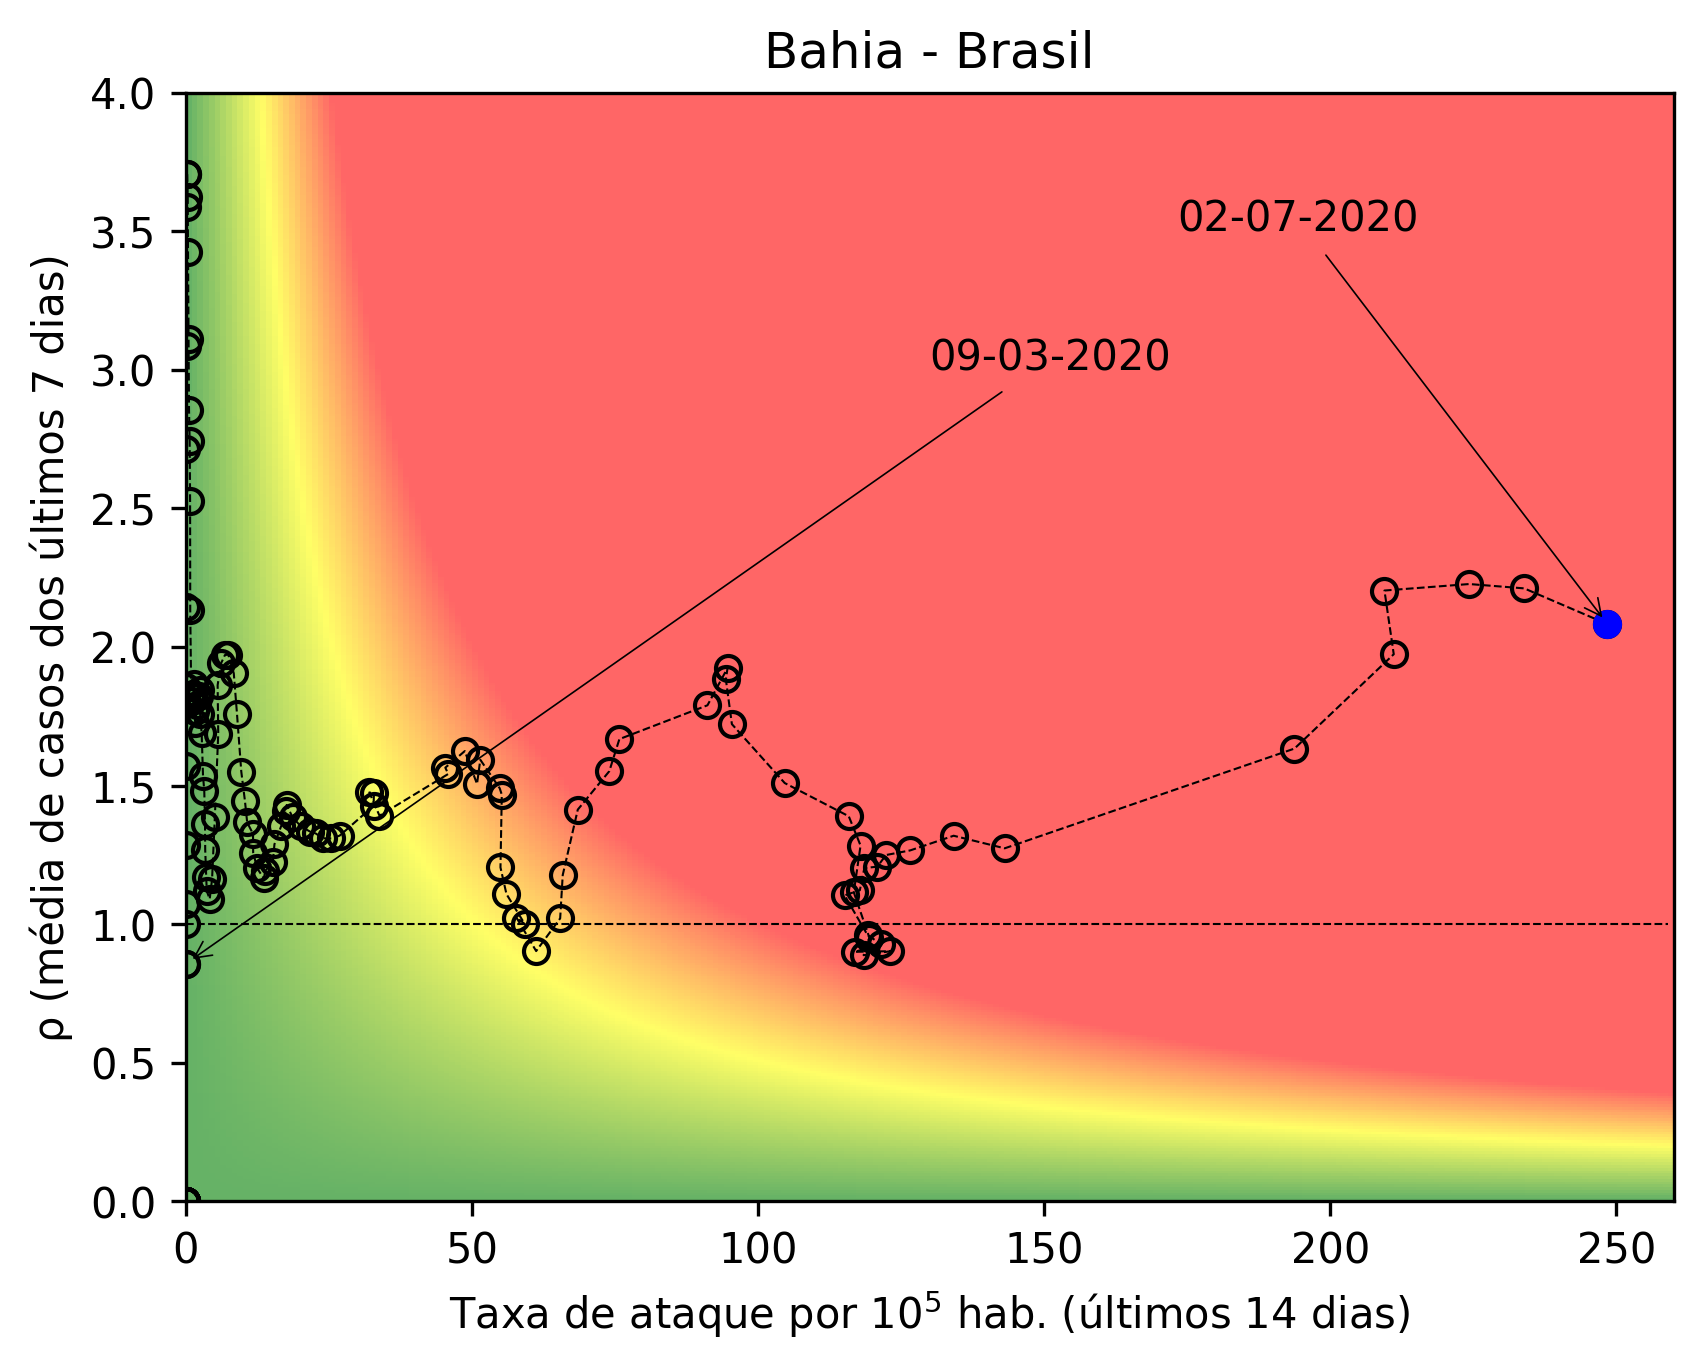 Bahia - Brasil
4.0
3.5
3.0
2.5
2.0
1.5
1.0
0.5
0.0
ρ (média de casos dos últimos 7 dias)
02-07-2020
09-03-2020
0 50 100 150 200 250
Taxa de ataque por 10⁵ hab. (últimos 14 dias)